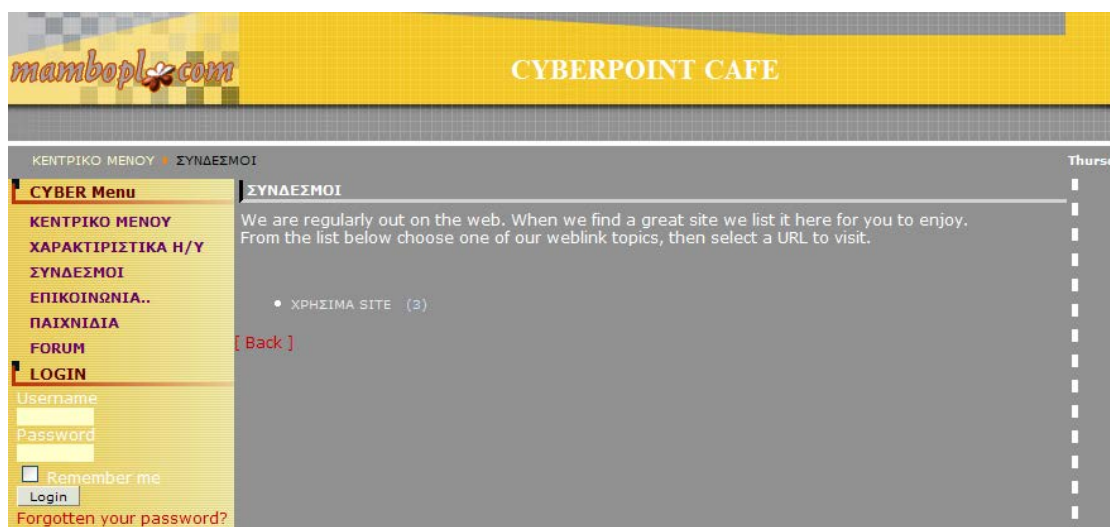 mambopl com
CYBERPOINT CAFE
ΚΕΝΤΡΙΚΟ ΜΕΝΟΥ ΣΥΝΔΕΣΜΟΙ
Thurs
CYBER Menu
ΚΕΝΤΡΙΚΟ ΜΕΝΟΥ
ΧΑΡΑΚΤΙΡΙΣΤΙΚΑ Η/Υ
ΣΥΝΔΕΣΜΟΙ
ΕΠΙΚΟΙΝΩΝΙΑ..
ΠΑΙΧΝΙΔΙΑ
FORUM
LOGIN
Username
Password
Remember me
Login
Forgotten your password?
ΣΥΝΔΕΣΜΟΙ
We are regularly out on the web. When we find a great site we list it here for you to enjoy.
From the list below choose one of our weblink topics, then select a URL to visit.
• ΧΡΗΣΙΜΑ SITE (3)
[ Back ]